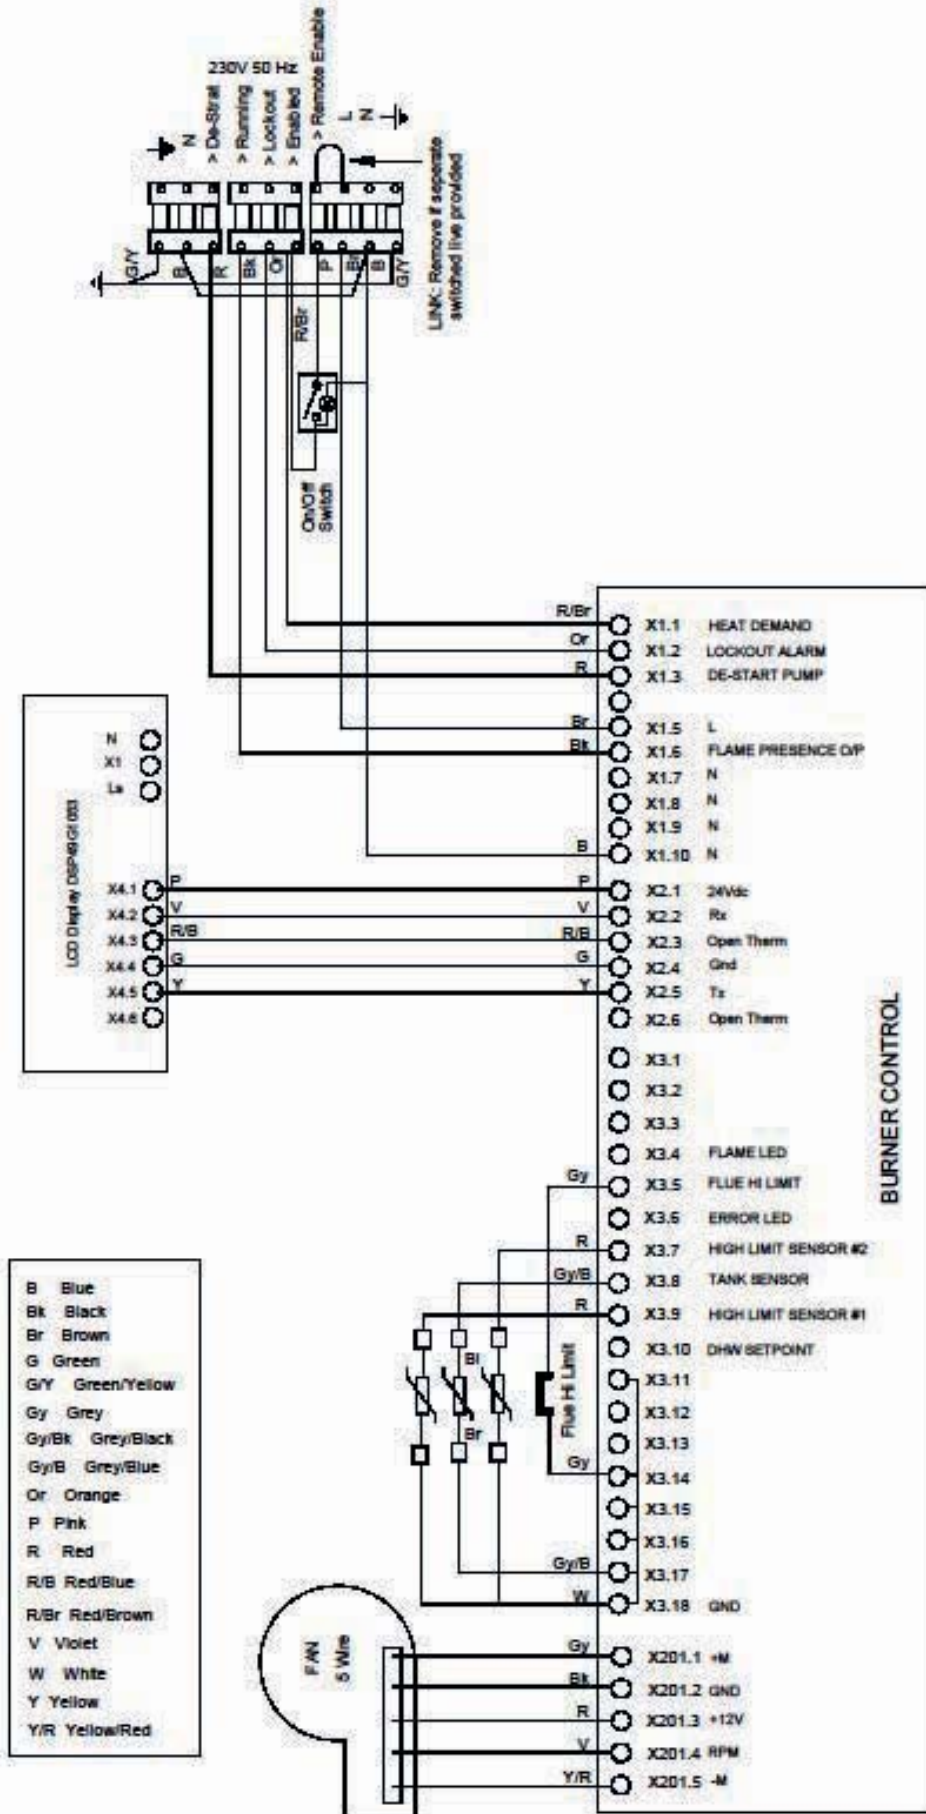 230V 50 Hz
N
> De-Strat
> Running
> Lockout
> Enabled
> Remote Enable
L
N
LINK: Remove if seperate
switched live provided
G/Y
B
R
Bk
Or
R/Br
P
Br
B
G/Y
On/Off
Switch
R/Br X1.1 HEAT DEMAND
Or X1.2 LOCKOUT ALARM
R X1.3 DE-START PUMP
Br X1.5 L
Bk X1.6 FLAME PRESENCE O/P
X1.7 N
X1.8 N
X1.9 N
B X1.10 N
N
X1
La
LCD Display
X4.1 P P X2.1 24Vdc
X4.2 V V X2.2 Rx
X4.3 R/B R/B X2.3 Open Therm
X4.4 G G X2.4 Gnd
X4.5 Y Y X2.5 Tx
X4.6 X2.6 Open Therm
X3.1
X3.2
X3.3
X3.4 FLAME LED
Gy X3.5 FLUE HI LIMIT
X3.6 ERROR LED
R X3.7 HIGH LIMIT SENSOR #2
Gy/B X3.8 TANK SENSOR
R X3.9 HIGH LIMIT SENSOR #1
X3.10 DHW SETPOINT
X3.11
X3.12
X3.13
Gy X3.14
X3.15
X3.16
Gy/B X3.17
W X3.18 GND
Bl
Br
Flue Hi Limit
BURNER CONTROL
FAN
5 Wire
Gy X201.1 +M
Bk X201.2 GND
R X201.3 +12V
V X201.4 RPM
Y/R X201.5 -M
B Blue
Bk Black
Br Brown
G Green
G/Y Green/Yellow
Gy Grey
Gy/Bk Grey/Black
Gy/B Grey/Blue
Or Orange
P Pink
R Red
R/B Red/Blue
R/Br Red/Brown
V Violet
W White
Y Yellow
Y/R Yellow/Red